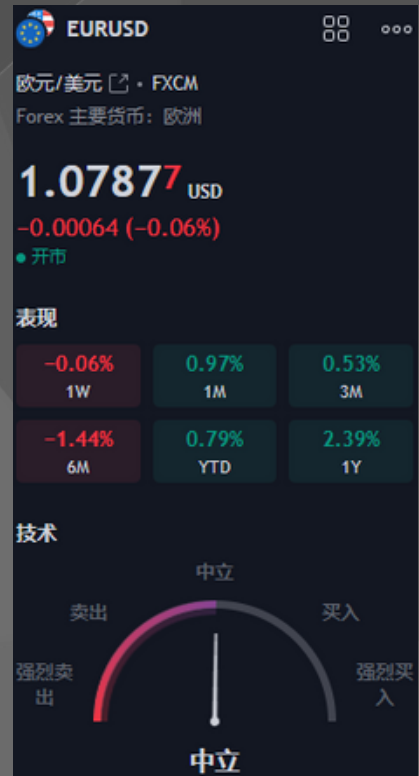 EURUSD
欧元/美元 • FXCM
Forex 主要货币：欧洲
1.07877 USD
−0.00064 (−0.06%)
开市
表现
−0.06% 0.97% 0.53%
1W 1M 3M
−1.44% 0.79% 2.39%
6M YTD 1Y
技术
中立
卖出 买入
强烈卖出 强烈买入
中立